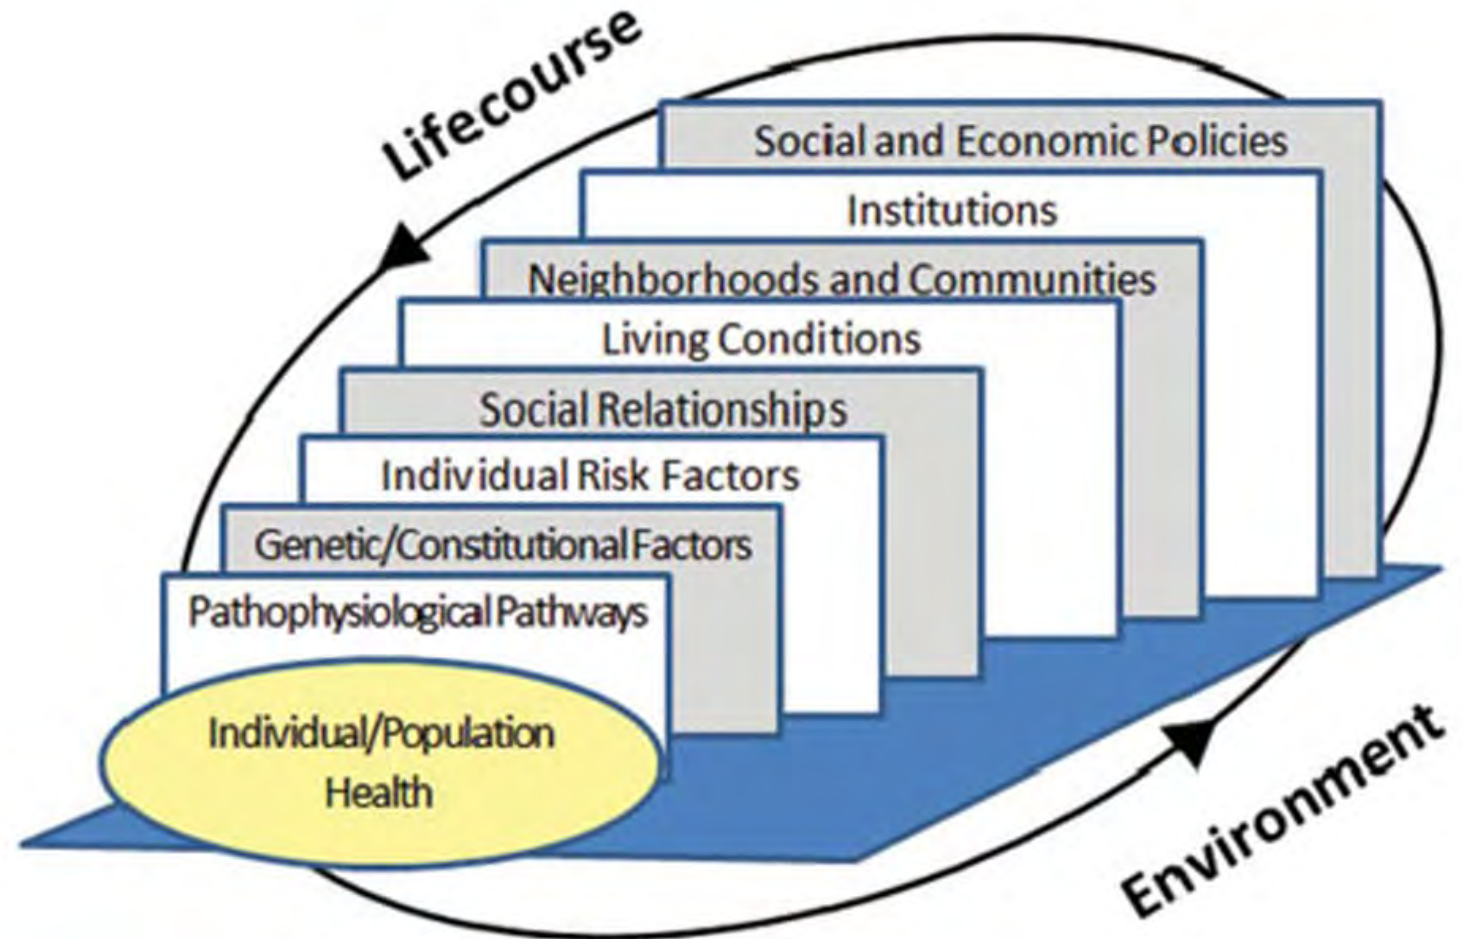 Lifecourse
Social and Economic Policies
Institutions
Neighborhoods and Communities
Living Conditions
Social Relationships
Individual Risk Factors
Genetic/Constitutional Factors
Pathophysiological Pathways
Individual/Population
Health
Environment